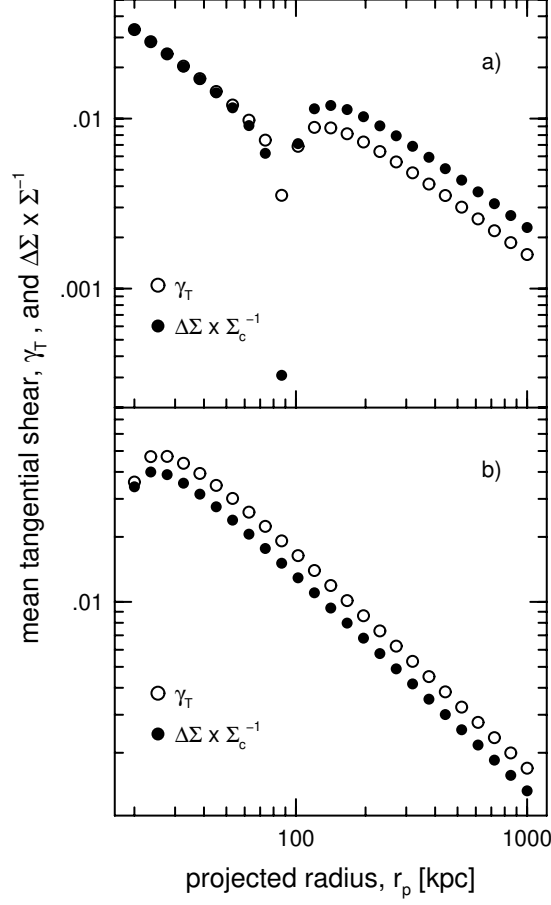 a)
.01
.001
γT
ΔΣ x Σc−1
b)
.01
γT
ΔΣ x Σc−1
100
1000
projected radius, rp [kpc]
mean tangential shear, γT , and ΔΣ x Σ−1